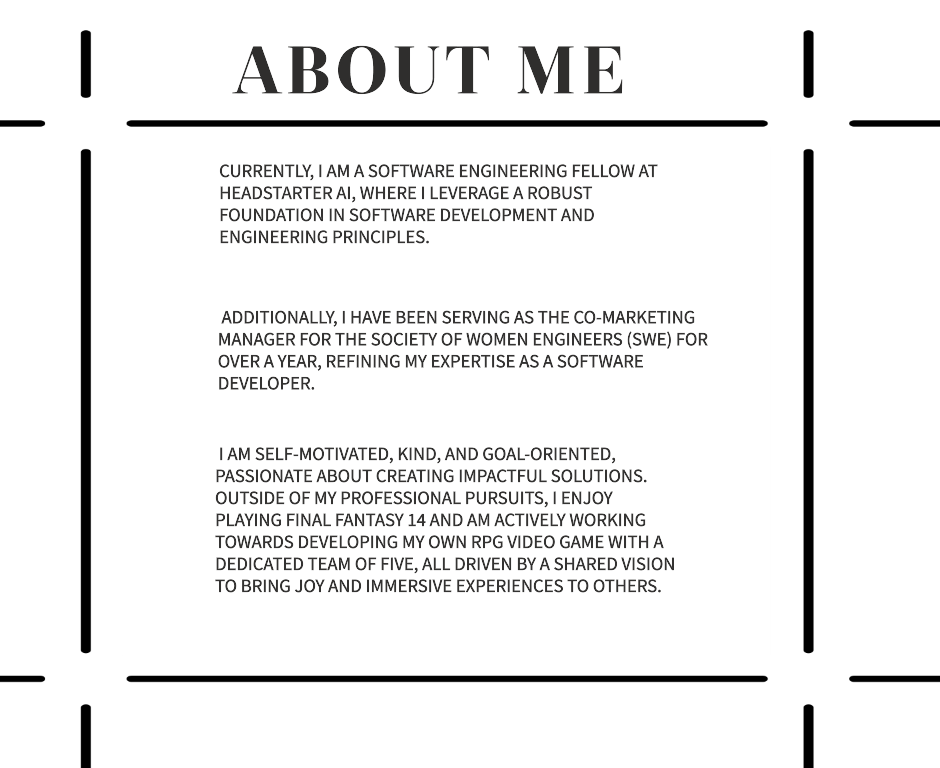 ABOUT ME
CURRENTLY, I AM A SOFTWARE ENGINEERING FELLOW AT
HEADSTARTER AI, WHERE I LEVERAGE A ROBUST
FOUNDATION IN SOFTWARE DEVELOPMENT AND
ENGINEERING PRINCIPLES.
ADDITIONALLY, I HAVE BEEN SERVING AS THE CO-MARKETING
MANAGER FOR THE SOCIETY OF WOMEN ENGINEERS (SWE) FOR
OVER A YEAR, REFINING MY EXPERTISE AS A SOFTWARE
DEVELOPER.
I AM SELF-MOTIVATED, KIND, AND GOAL-ORIENTED,
PASSIONATE ABOUT CREATING IMPACTFUL SOLUTIONS.
OUTSIDE OF MY PROFESSIONAL PURSUITS, I ENJOY
PLAYING FINAL FANTASY 14 AND AM ACTIVELY WORKING
TOWARDS DEVELOPING MY OWN RPG VIDEO GAME WITH A
DEDICATED TEAM OF FIVE, ALL DRIVEN BY A SHARED VISION
TO BRING JOY AND IMMERSIVE EXPERIENCES TO OTHERS.